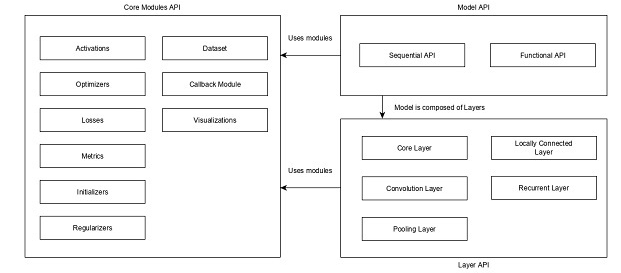 Core Modules API
Activations
Dataset
Optimizers
Callback Module
Losses
Visualizations
Metrics
Initializers
Regularizers
Uses modules
Uses modules
Model API
Sequential API
Functional API
Model is composed of Layers
Core Layer
Locally Connected
Layer
Convolution Layer
Recurrent Layer
Pooling Layer
Layer API